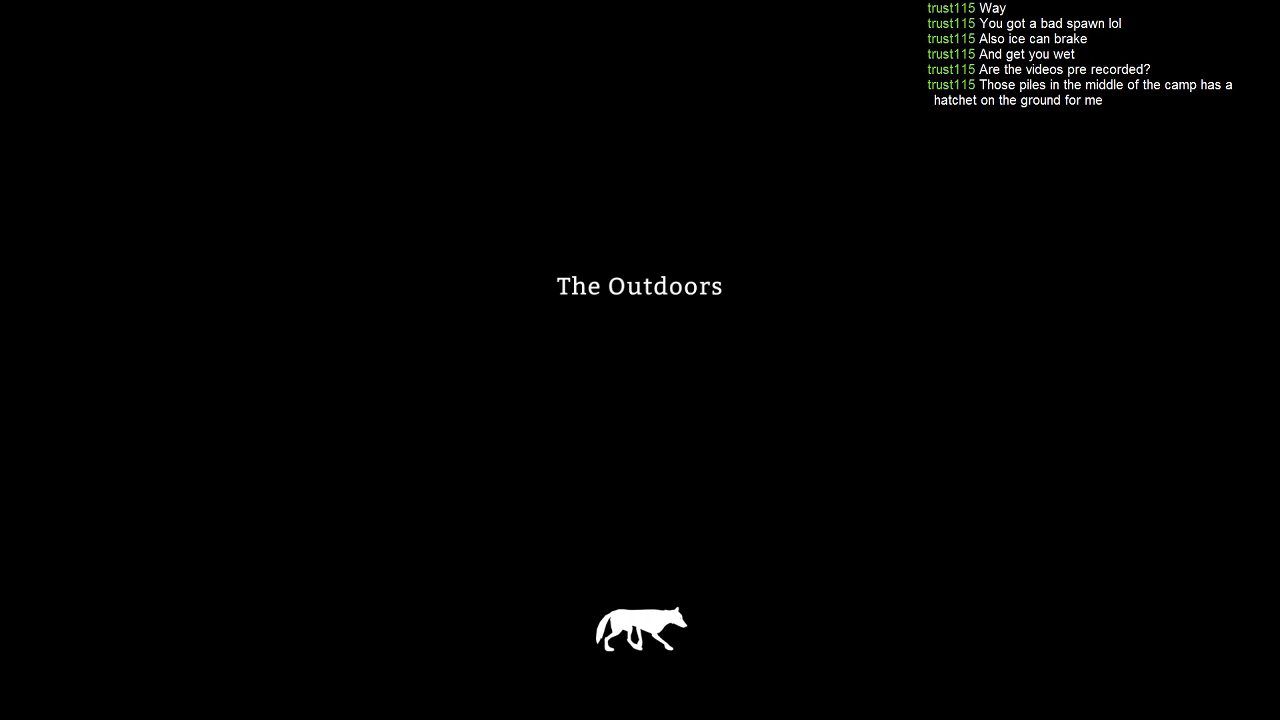 trust115 Way
trust115 You got a bad spawn lol
trust115 Also ice can brake
trust115 And get you wet
trust115 Are the videos pre recorded?
trust115 Those piles in the middle of the camp has a
hatchet on the ground for me
The Outdoors